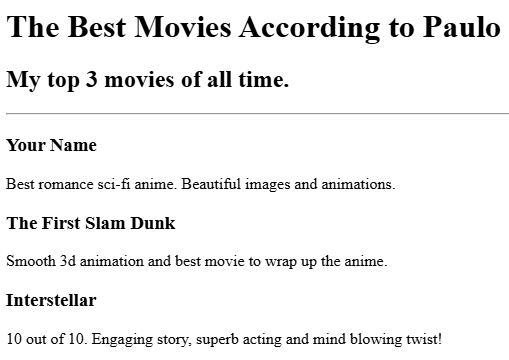 The Best Movies According to Paulo
My top 3 movies of all time.
Your Name
Best romance sci-fi anime. Beautiful images and animations.
The First Slam Dunk
Smooth 3d animation and best movie to wrap up the anime.
Interstellar
10 out of 10. Engaging story, superb acting and mind blowing twist!